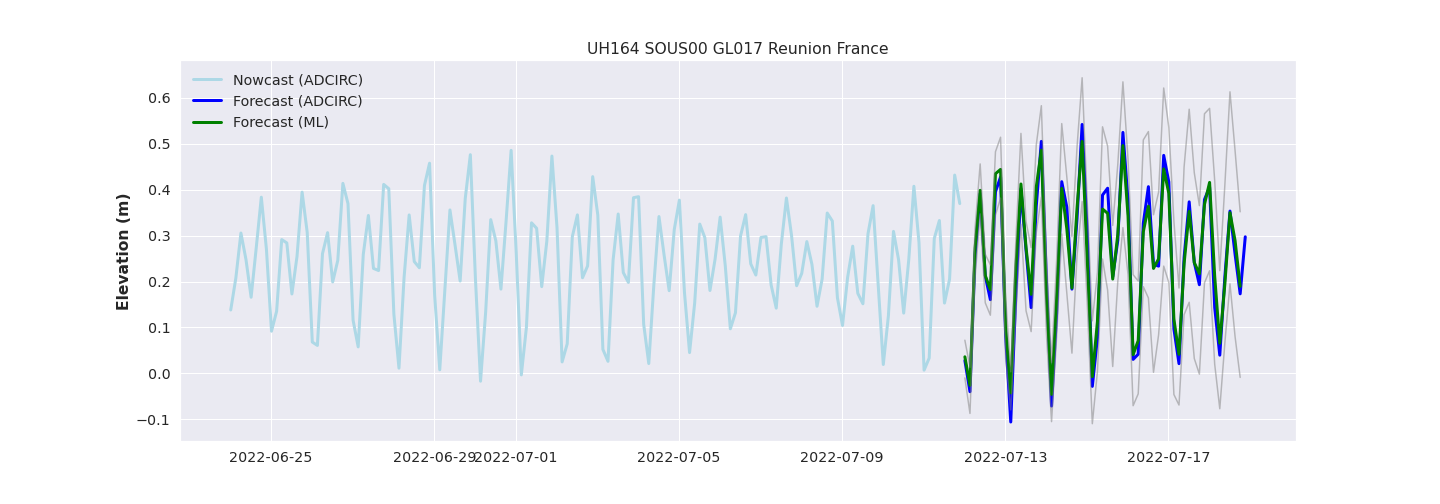 UH164 SOUS00 GL017 Reunion France
Nowcast (ADCIRC)
Forecast (ADCIRC)
Forecast (ML)
Elevation (m)
0.6
0.5
0.4
0.3
0.2
0.1
0.0
−0.1
2022-06-25 2022-06-29 2022-07-01 2022-07-05 2022-07-09 2022-07-13 2022-07-17